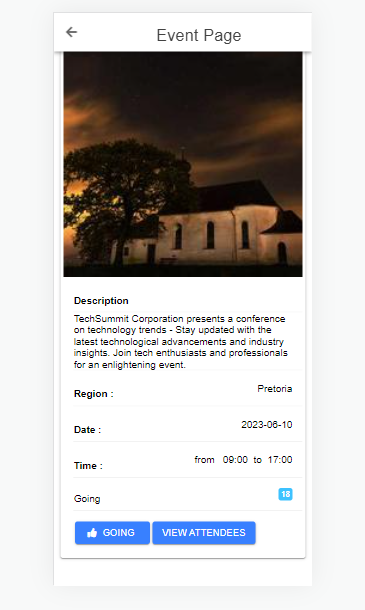 Event Page
Description
TechSummit Corporation presents a conference
on technology trends - Stay updated with the
latest technological advancements and industry
insights. Join tech enthusiasts and professionals
for an enlightening event.
Region : Pretoria
Date : 2023-06-10
Time : from 09:00 to 17:00
Going 18
GOING VIEW ATTENDEES